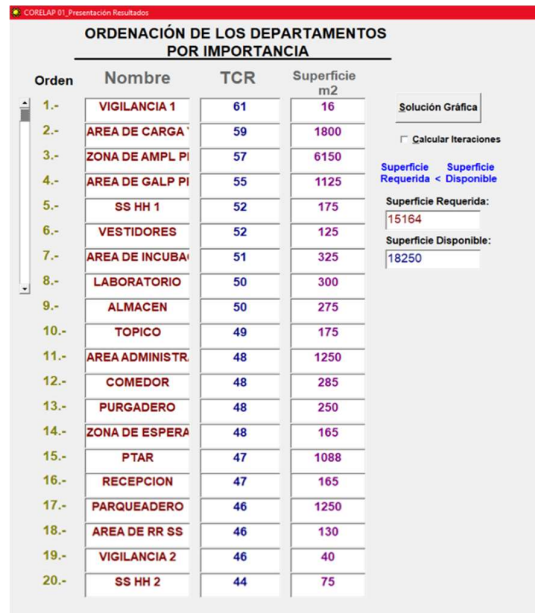 CORELAP 01_Presentación Resultados
ORDENACIÓN DE LOS DEPARTAMENTOS
POR IMPORTANCIA
Orden Nombre TCR Superficie m2
1.- VIGILANCIA 1 61 16
2.- AREA DE CARGA 59 1800
3.- ZONA DE AMPL PI 57 6150
4.- AREA DE GALP PI 55 1125
5.- SS HH 1 52 175
6.- VESTIDORES 52 125
7.- AREA DE INCUBA 51 325
8.- LABORATORIO 50 300
9.- ALMACEN 50 275
10.- TOPICO 49 175
11.- AREA ADMINISTR. 48 1250
12.- COMEDOR 48 285
13.- PURGADERO 48 250
14.- ZONA DE ESPERA 48 165
15.- PTAR 47 1088
16.- RECEPCION 47 165
17.- PARQUEADERO 46 1250
18.- AREA DE RR SS 46 130
19.- VIGILANCIA 2 46 40
20.- SS HH 2 44 75
Solución Gráfica
Calcular Iteraciones
Superficie Superficie
Requerida < Disponible
Superficie Requerida:
15164
Superficie Disponible:
18250